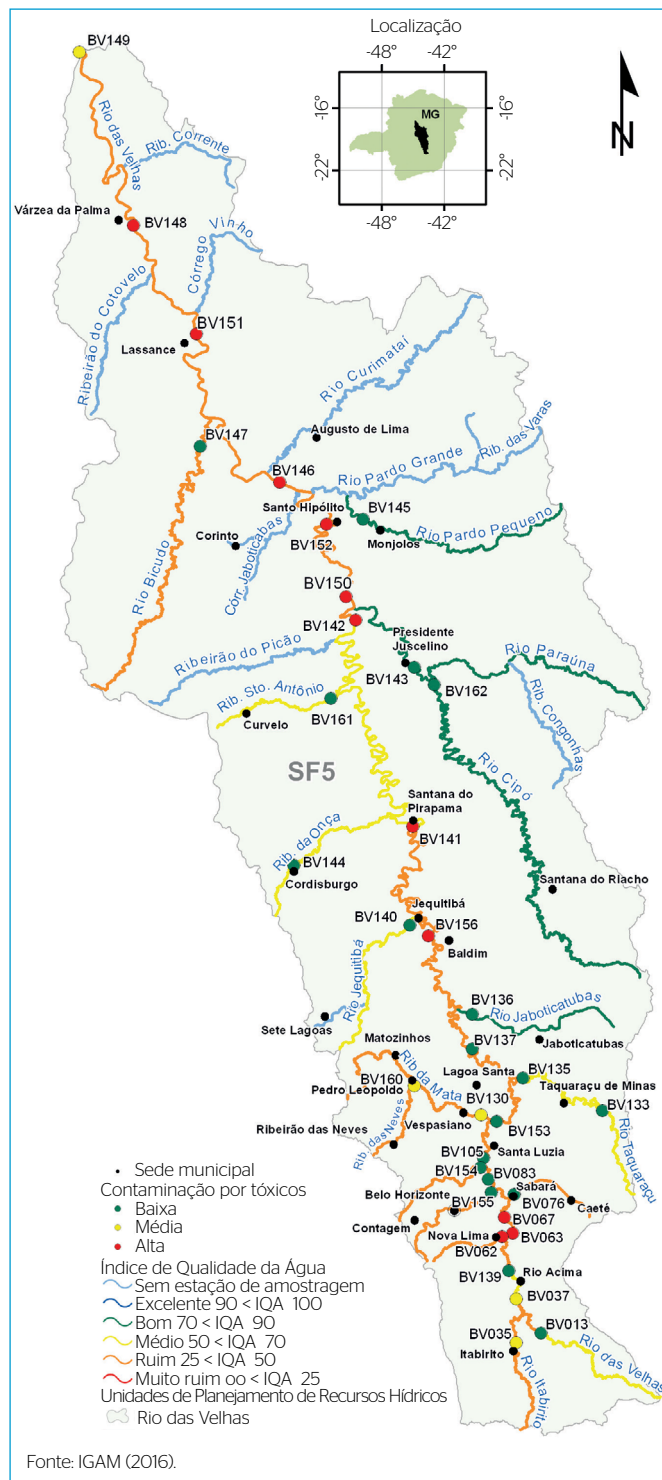 Localização
-48°
-42°
-16°
-16°
MG
-22°
-22°
-48°
-42°
N
BV149
Rio das Velhas
Rib. Corrente
Várzea da Palma
BV148
Ribeirão do Cotovelo
Córrego Vinho
BV151
Lassance
Rio Curimataí
BV147
Augusto de Lima
Rib. das Varas
BV146
Rio Pardo Grande
Santo Hipólito
BV145
Rio Pardo Pequeno
Corinto
BV152
Monjolos
Córr. Jaboticabas
Rio Bicudo
BV150
BV142
Presidente
Juscelino
Rio Paraúna
Ribeirão do Picão
BV143
BV162
Rib. Sto. Antônio
Rib. Congonhas
Curvelo
BV161
Rio Cipó
SF5
Santana do
Pirapama
BV141
Rib. da Onça
BV144
Cordisburgo
Santana do Riacho
Jequitibá
BV140
BV156
Baldim
Rio Jequitibá
BV136
Rio Jaboticatubas
Sete Lagoas
BV137
Jaboticatubas
Matozinhos
Lagoa Santa
BV135
Rib da Mata
Taquaraçu de Minas
BV160
Pedro Leopoldo
BV130
BV133
Vespasiano
BV153
Ribeirão das Neves
Rib. das Neves
Santa Luzia
Rio Taquaraçu
BV105
BV154
BV083
Belo Horizonte
Sabará
BV155
BV076
Caeté
Contagem
BV067
Nova Lima
BV063
BV062
BV139
Rio Acima
BV037
BV035
BV013
Itabirito
Rio das Velhas
Rio Itabirito
Sede municipal
Contaminação por tóxicos
Baixa
Média
Alta
Índice de Qualidade da Água
Sem estação de amostragem
Excelente 90 < IQA 100
Bom 70 < IQA 90
Médio 50 < IQA 70
Ruim 25 < IQA 50
Muito ruim oo < IQA 25
Unidades de Planejamento de Recursos Hídricos
Rio das Velhas
Fonte: IGAM (2016).